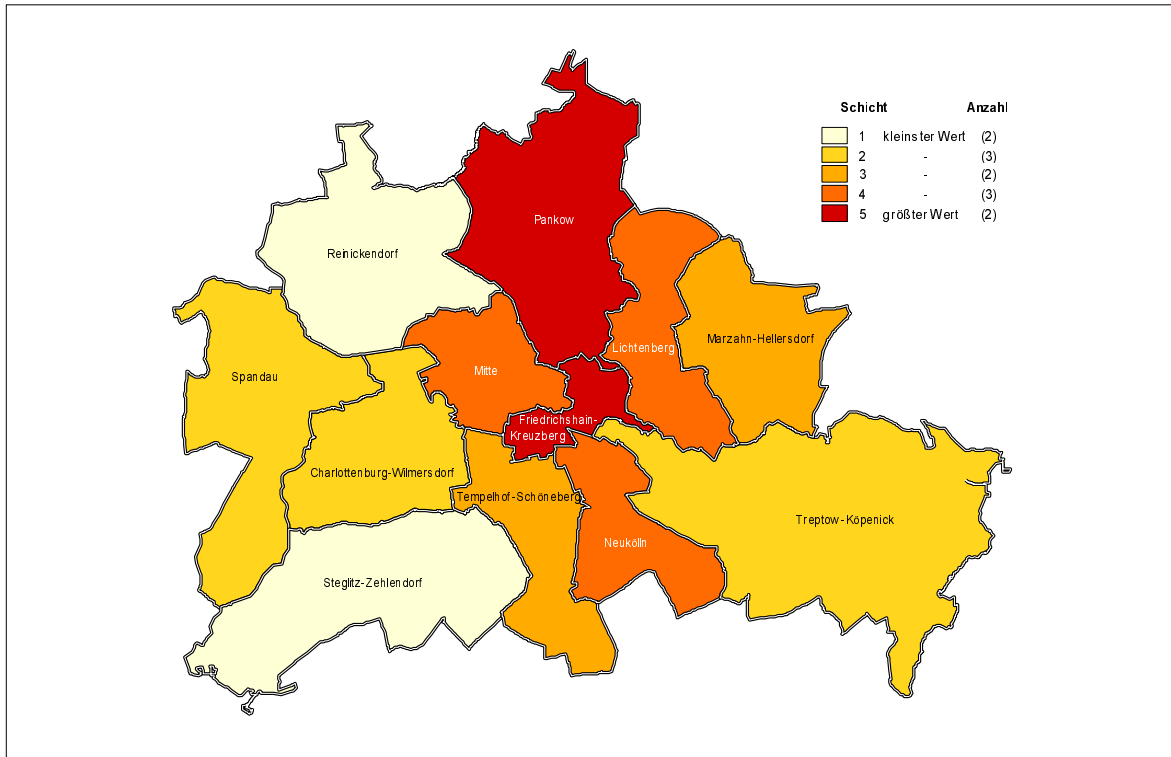 Schicht Anzahl
1 kleinster Wert (2)
2 - (3)
3 - (2)
4 - (3)
5 größter Wert (2)
Pankow
Reinickendorf
Marzahn-Hellersdorf
Lichtenberg
Mitte
Spandau
Friedrichshain-
Kreuzberg
Charlottenburg-Wilmersdorf
Tempelhof-Schöneberg
Treptow-Köpenick
Neukölln
Steglitz-Zehlendorf